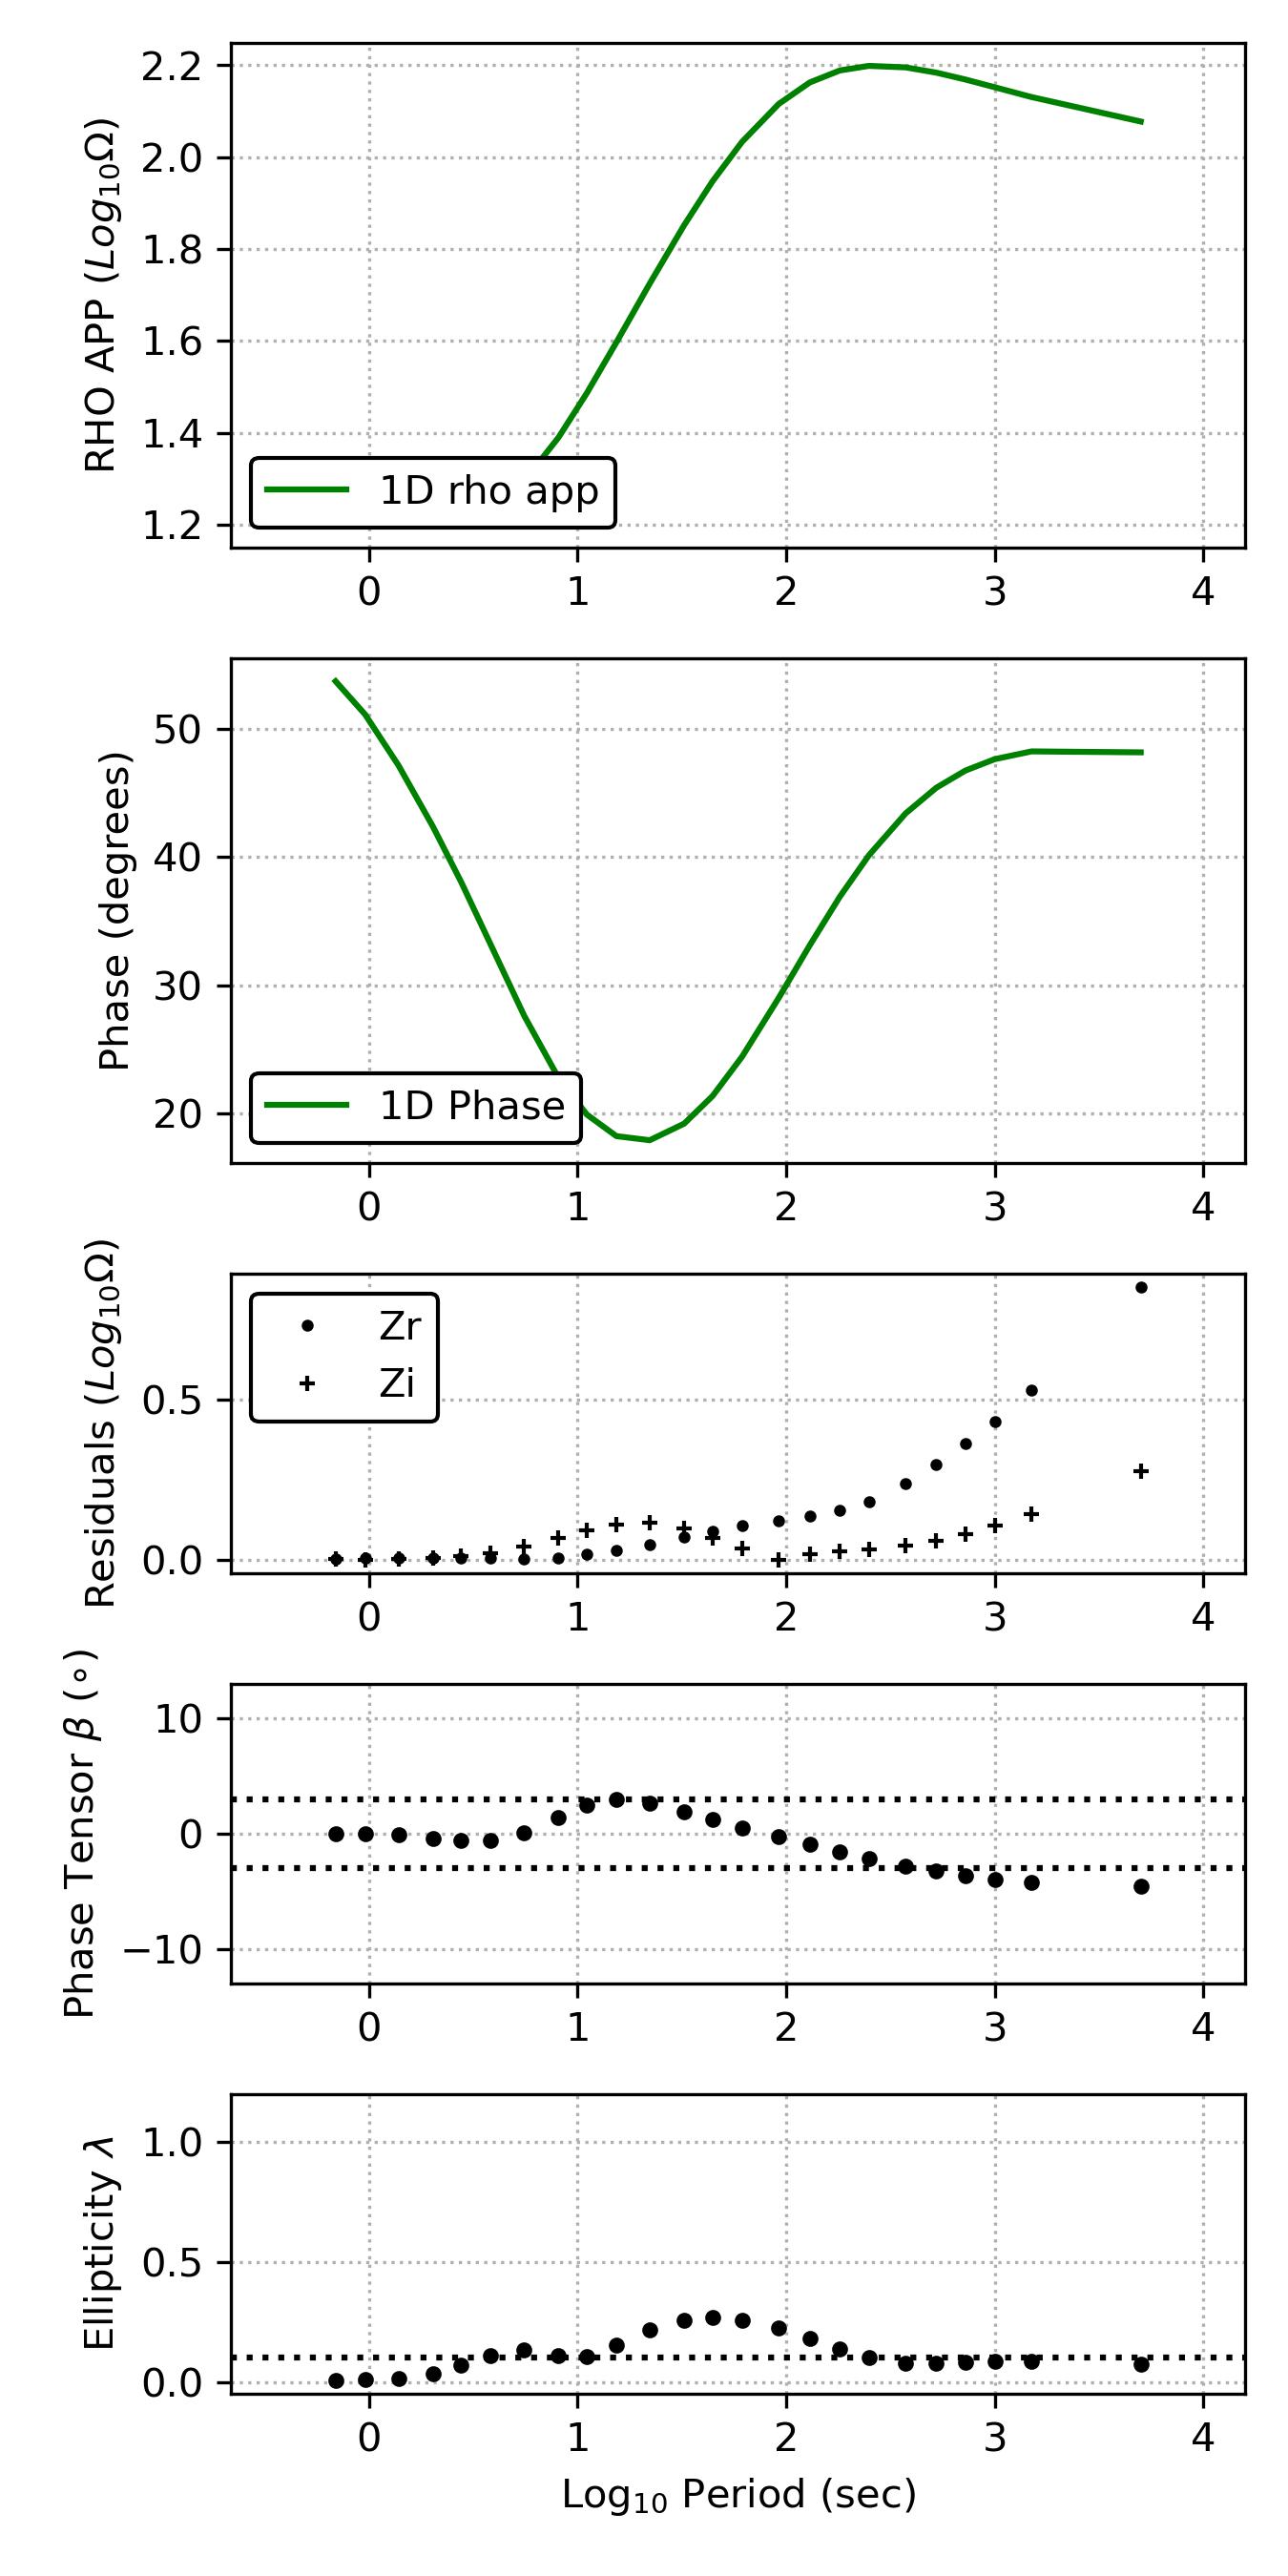 RHO APP (Log₁₀Ω)
2.2
2.0
1.8
1.6
1.4
1.2
1D rho app
0 1 2 3 4
Phase (degrees)
50
40
30
20
1D Phase
0 1 2 3 4
Residuals (Log₁₀Ω)
0.5
0.0
Zr
Zi
0 1 2 3 4
Phase Tensor β (∘)
10
0
−10
0 1 2 3 4
Ellipticity λ
1.0
0.5
0.0
0 1 2 3 4
Log₁₀ Period (sec)